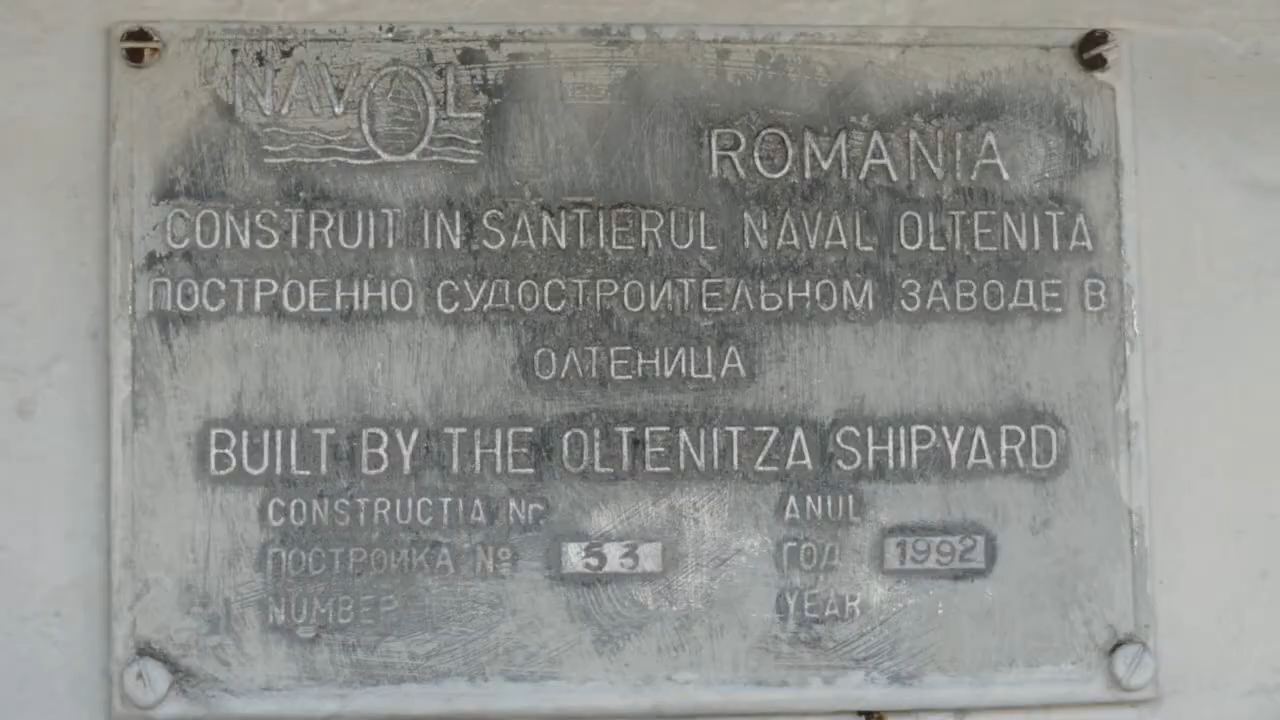 NAVOL
ROMANIA
CONSTRUIT IN SANTIERUL NAVAL OLTENITA
ПОСТРОЕННО СУДОСТРОИТЕЛЬНОМ ЗАВОДЕ В
ОЛТЕНИЦА
BUILT BY THE OLTENITZA SHIPYARD
CONSTRUCTIA Nr. ANUL
ПОСТРОЙКА № 53 ГОД 1992
NUMBER YEAR